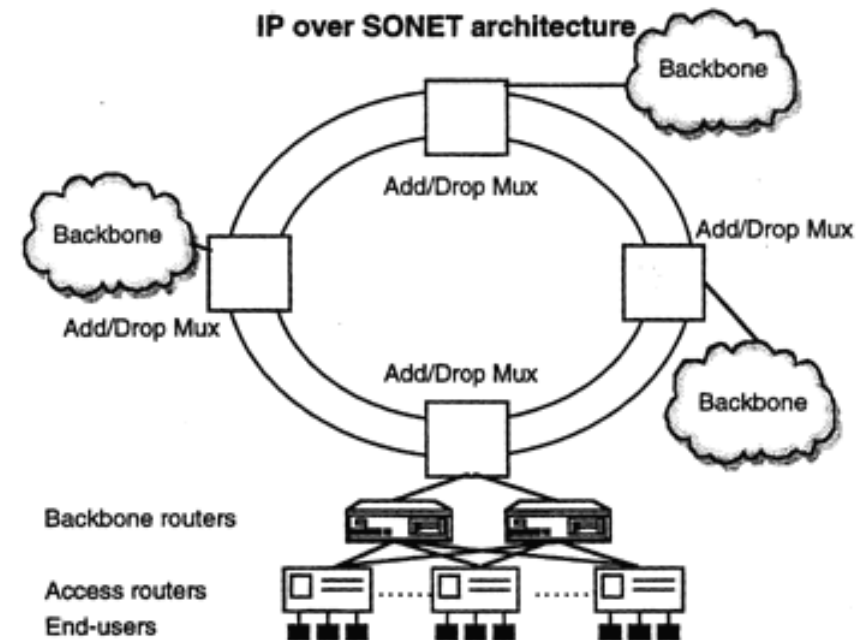 IP over SONET architecture
Backbone
Add/Drop Mux
Add/Drop Mux
Backbone
Add/Drop Mux
Add/Drop Mux
Backbone
Backbone routers
Access routers
End-users